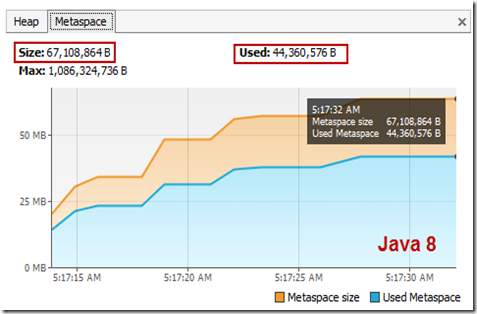 Heap Metaspace
Size: 67,108,864 B Used: 44,360,576 B
Max: 1,086,324,736 B
5:17:32 AM
Metaspace size 67,108,864 B
Used Metaspace 44,360,576 B
50 MB
25 MB
Java 8
0 MB
5:17:15 AM 5:17:20 AM 5:17:25 AM 5:17:30 AM
Metaspace size Used Metaspace